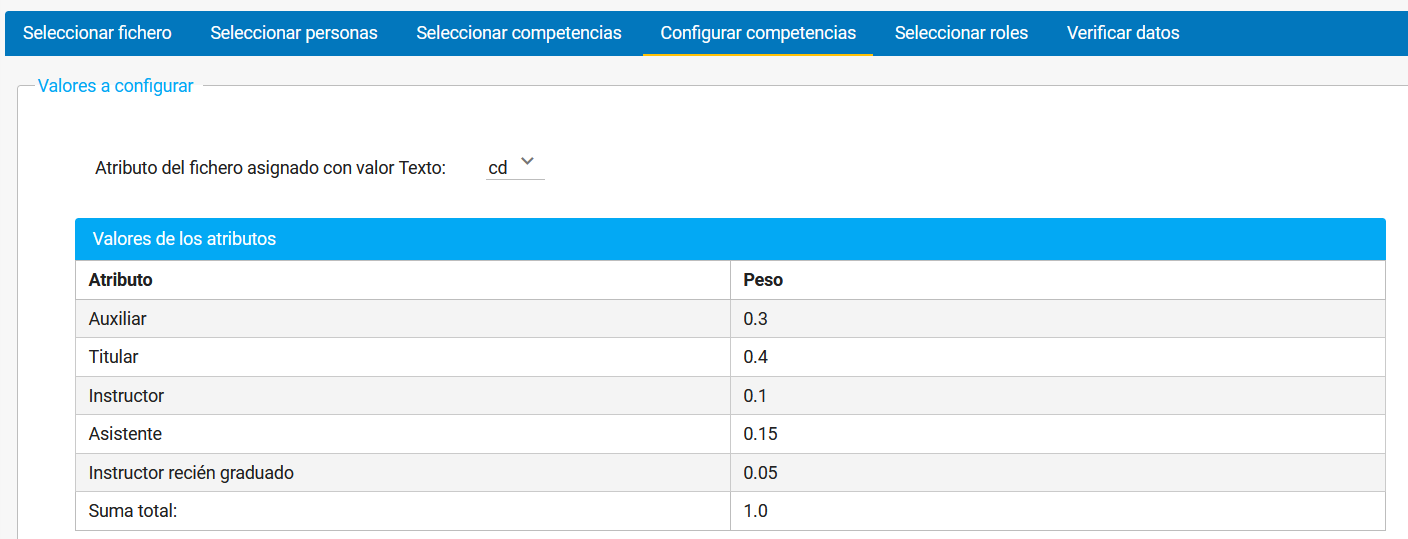 Seleccionar fichero Seleccionar personas Seleccionar competencias Configurar competencias Seleccionar roles Verificar datos
Valores a configurar
Atributo del fichero asignado con valor Texto: cd
Valores de los atributos
Atributo Peso
Auxiliar 0.3
Titular 0.4
Instructor 0.1
Asistente 0.15
Instructor recién graduado 0.05
Suma total: 1.0